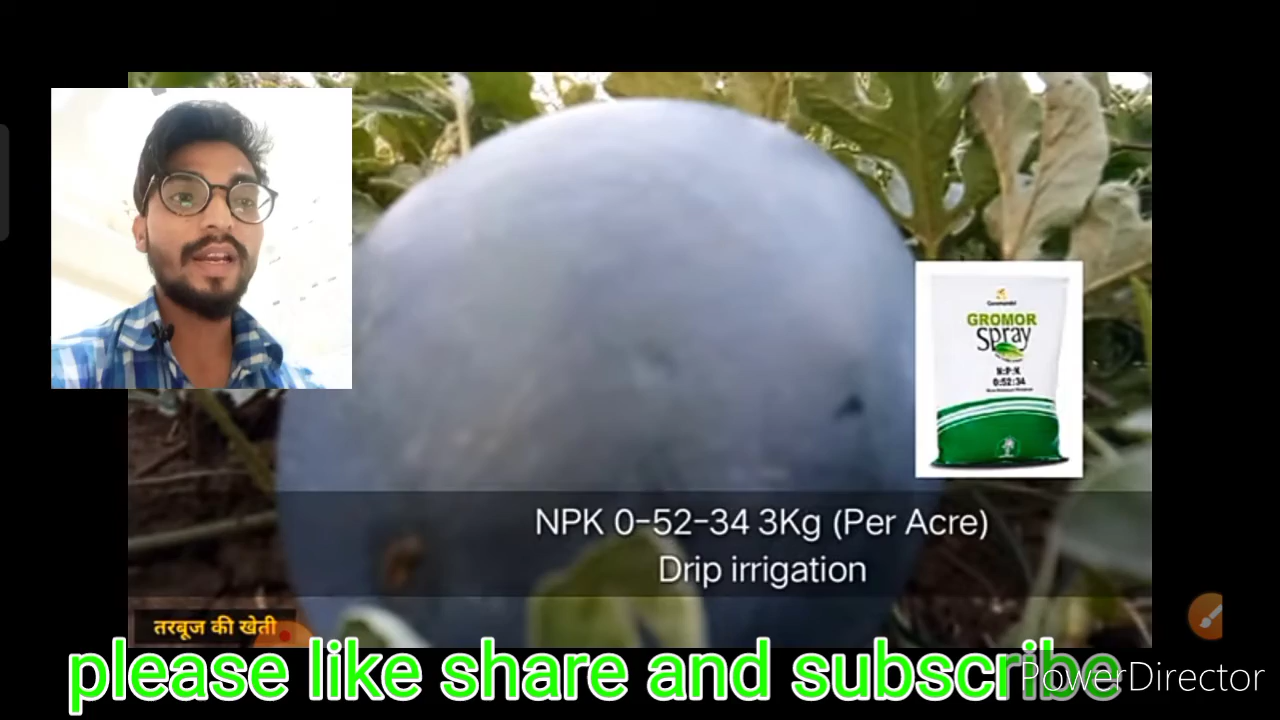 Coromandel
GROMOR
Spray
N:P:K
0:52:34
NPK 0-52-34 3Kg (Per Acre)
Drip irrigation
तरबूज की खेती
please like share and subscribe
PowerDirector